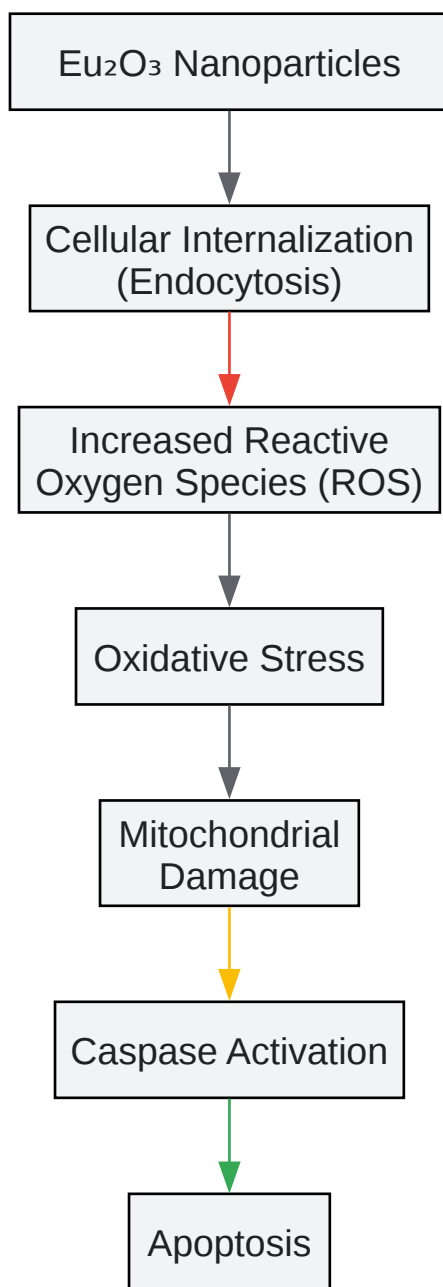 Eu₂O₃ Nanoparticles
Cellular Internalization
(Endocytosis)
Increased Reactive
Oxygen Species (ROS)
Oxidative Stress
Mitochondrial
Damage
Caspase Activation
Apoptosis